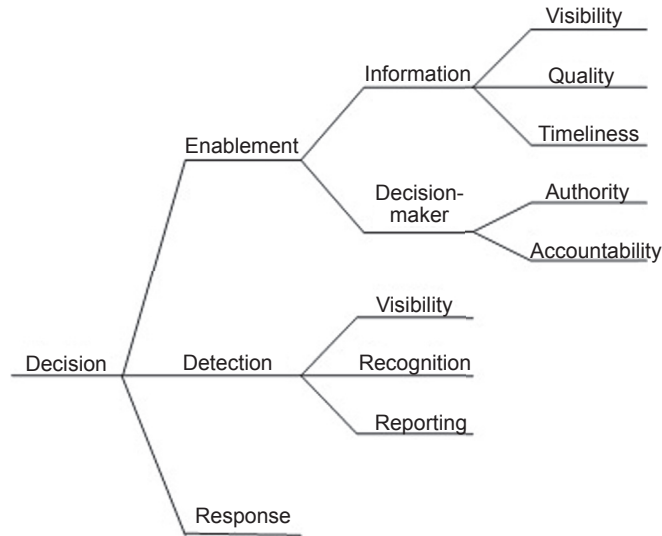 Visibility
Information
Quality
Enablement
Timeliness
Decision-
maker
Authority
Accountability
Visibility
Decision
Detection
Recognition
Reporting
Response